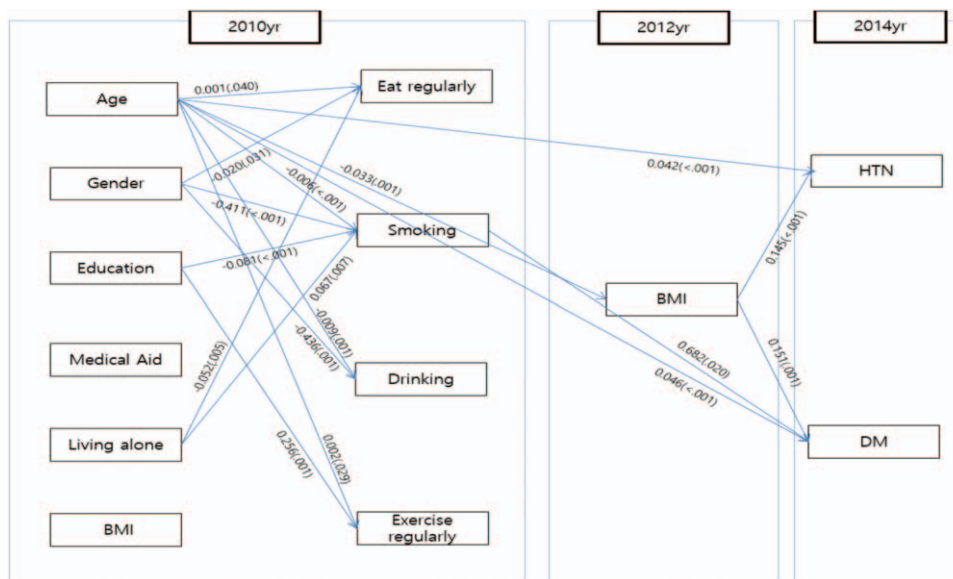 2010yr
2012yr
2014yr
Age
Gender
Education
Medical Aid
Living alone
BMI
Eat regularly
Smoking
Drinking
Exercise
regularly
BMI
HTN
DM
0.001(.040)
-0.020(.031)
-0.006(<.001)
-0.033(.001)
0.042(<.001)
-0.411(<.001)
-0.081(<.001)
0.067(.007)
-0.009(.001)
-0.436(.001)
-0.052(.005)
0.256(.001)
0.002(.029)
0.145(<.001)
0.682(.020)
0.151(.001)
0.046(<.001)